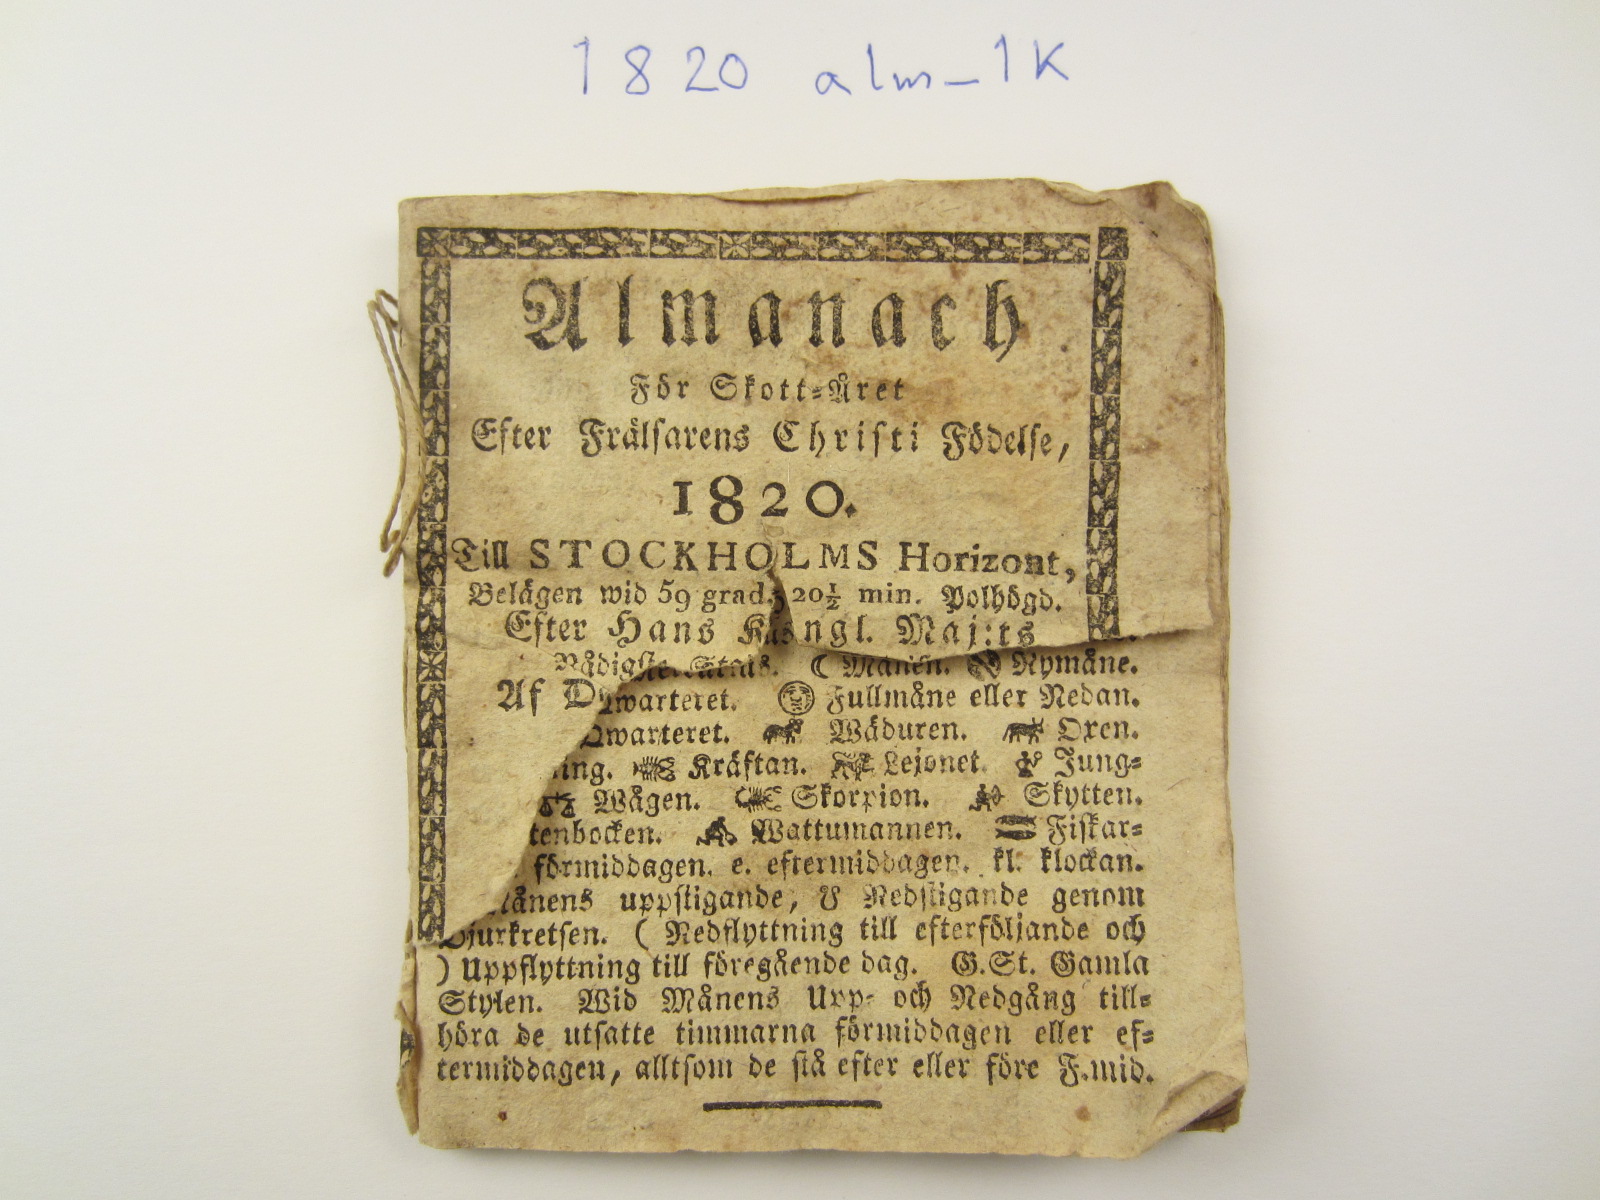 1820 alm_1K
Almanach
För Skott-Året
Efter Frälsarens Christi Födelse,
1820.
Till STOCKHOLMS Horizont,
Belägen wid 59 grad. 20½ min. Polhögd.
Efter Hans ngl. Maj:ts
☾ Månen. Nymåne.
Af
warteret. Fullmåne eller Nedan.
Qwarteret. Wäduren. Oxen.
ing. Kräftan. Lejonet. Jung-
Wågen. Skorpion. Skytten.
tenbocken. Wattumannen. Fiskar-
förmiddagen. e. eftermiddagen. kl. klockan.
ånens uppstigande, ☋ Nedstigande genom
Djurkretsen. ( Nedflyttning till efterföljande och
) Uppflyttning till föregående dag. G.St. Gamla
Stylen. Wid Månens Upp- och Nedgång till-
höra de utsatte timmarna förmiddagen eller ef-
termiddagen, alltsom de stå efter eller före F.mid.